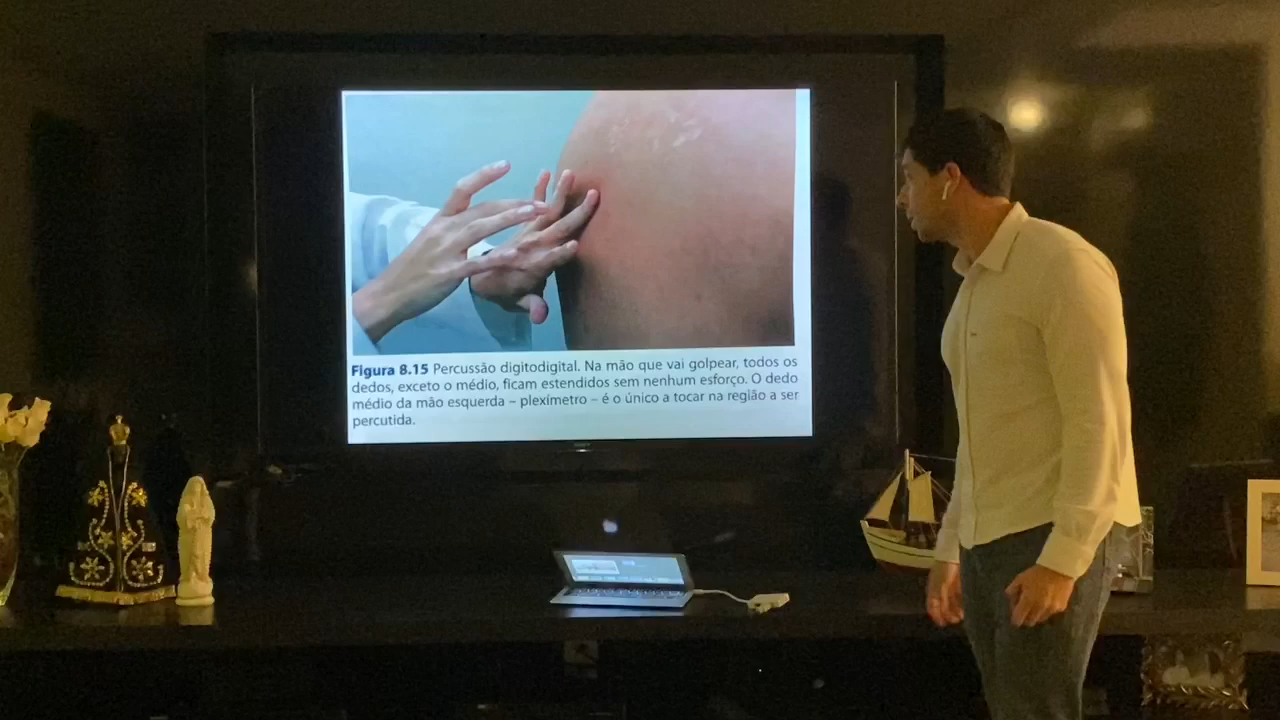 Figura 8.15 Percussão digitodigital. Na mão que vai golpear, todos os
dedos, exceto o médio, ficam estendidos sem nenhum esforço. O dedo
médio da mão esquerda – plexímetro – é o único a tocar na região a ser
percutida.